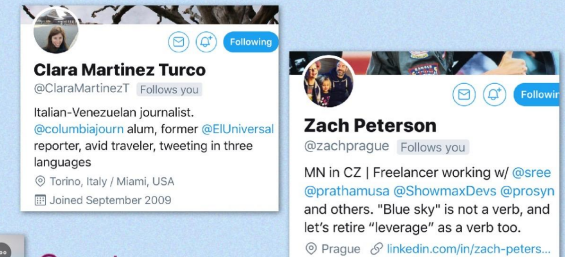 Following
Clara Martinez Turco
@ClaraMartinezT Follows you
Italian-Venezuelan journalist.
@columbiajourn alum, former @ElUniversal
reporter, avid traveler, tweeting in three
languages
Torino, Italy / Miami, USA
Joined September 2009
Followin
Zach Peterson
@zachprague Follows you
MN in CZ | Freelancer working w/ @sree
@prathamusa @ShowmaxDevs @prosyn
and others. "Blue sky" is not a verb, and
let's retire “leverage” as a verb too.
Prague linkedin.com/in/zach-peters...